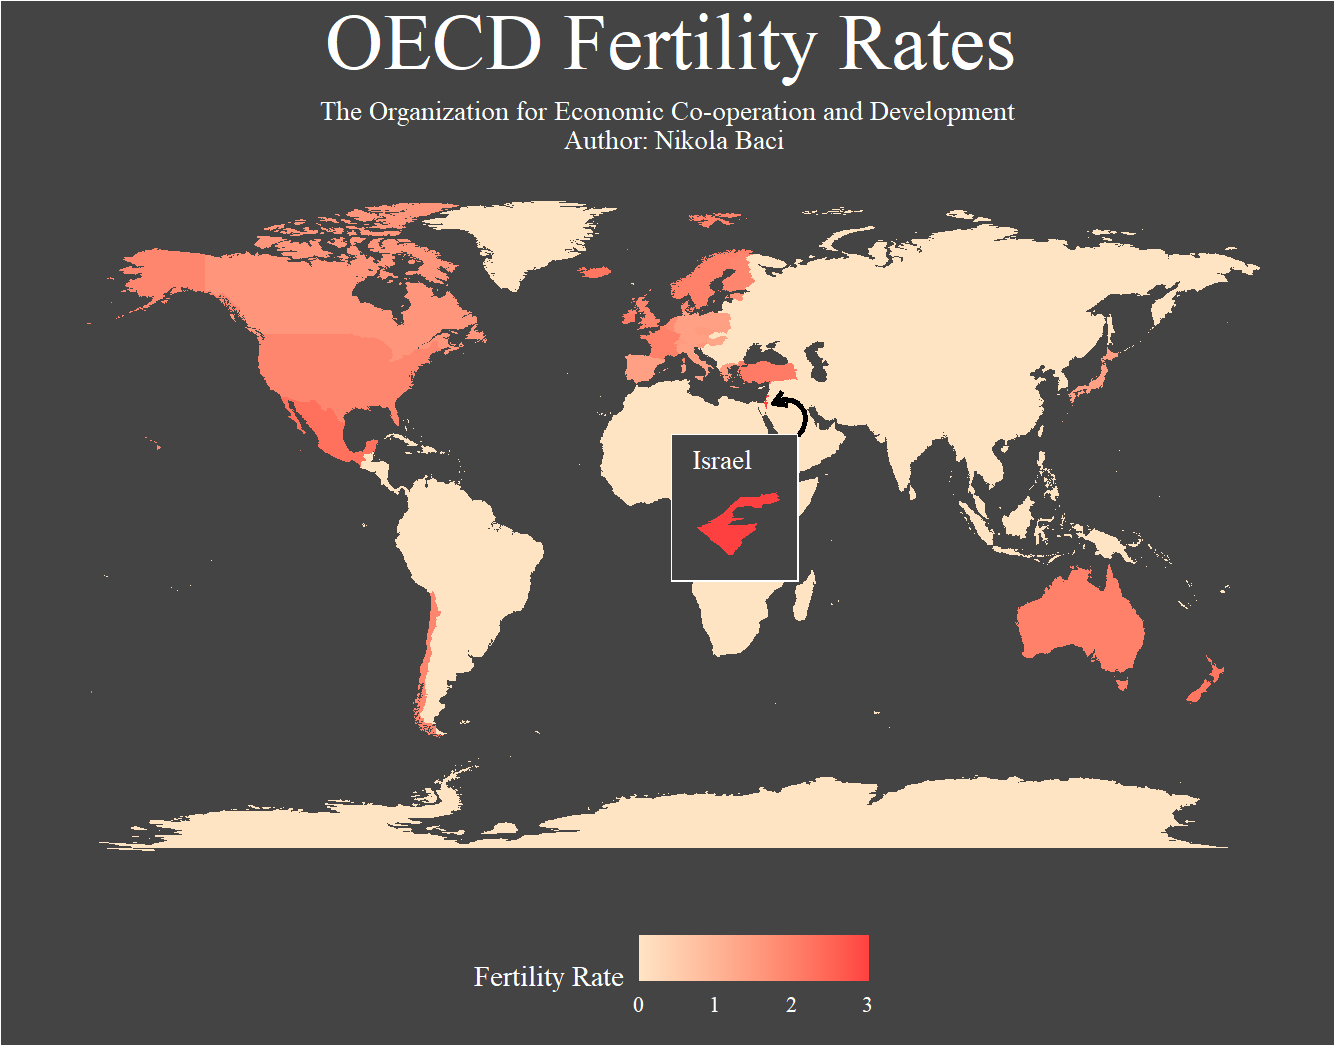 OECD Fertility Rates
The Organization for Economic Co-operation and Development
Author: Nikola Baci
Israel
Fertility Rate
0 1 2 3